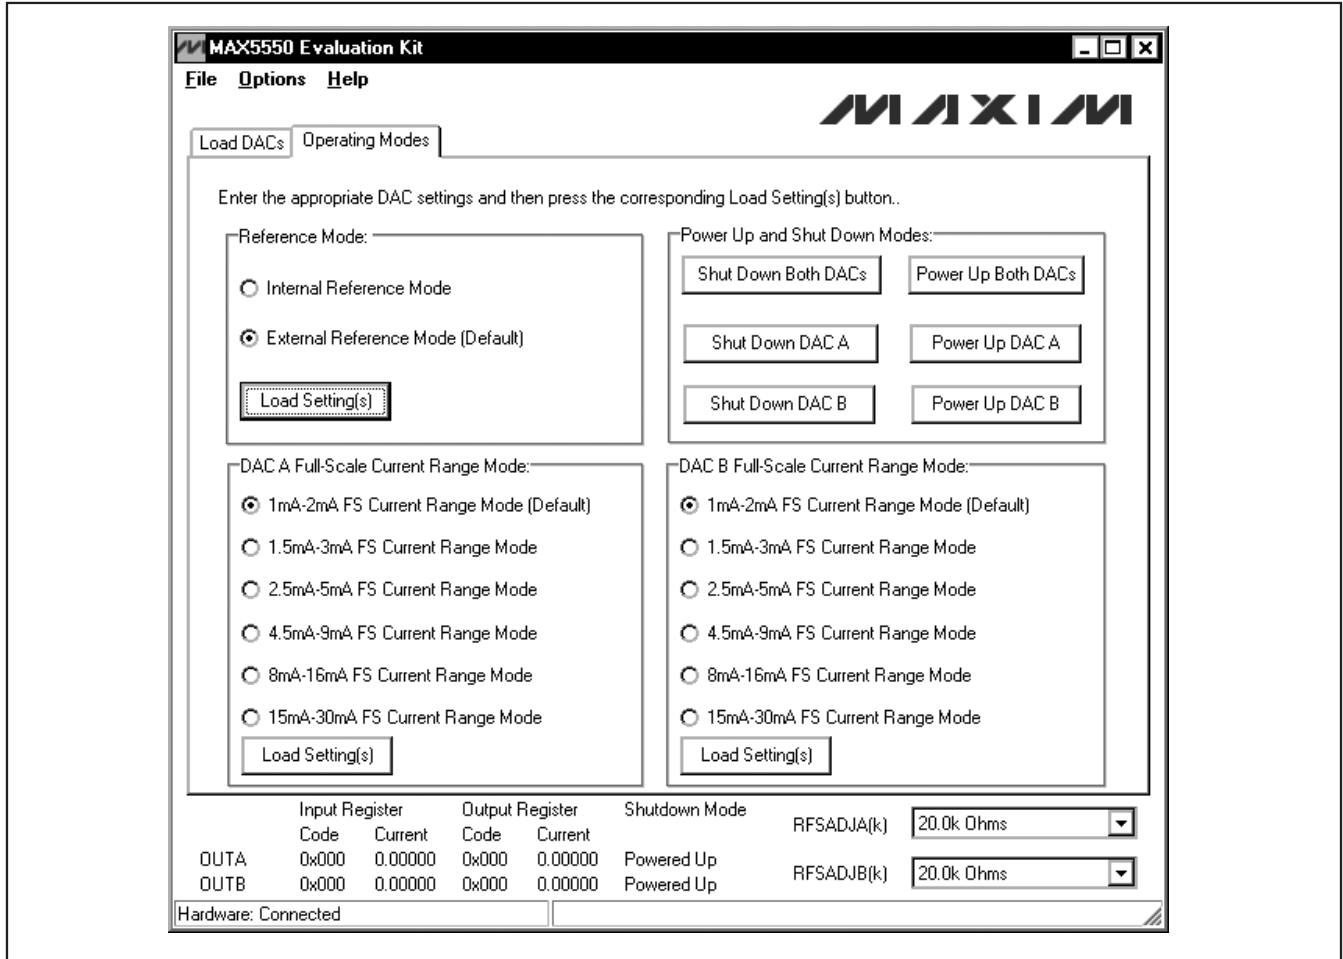 MAX5550 Evaluation Kit
File Options Help
MAXIM
Load DACs Operating Modes
Enter the appropriate DAC settings and then press the corresponding Load Setting(s) button..
Reference Mode:
Internal Reference Mode
External Reference Mode (Default)
Load Setting(s)
Power Up and Shut Down Modes:
Shut Down Both DACs Power Up Both DACs
Shut Down DAC A Power Up DAC A
Shut Down DAC B Power Up DAC B
DAC A Full-Scale Current Range Mode:
1mA-2mA FS Current Range Mode (Default)
1.5mA-3mA FS Current Range Mode
2.5mA-5mA FS Current Range Mode
4.5mA-9mA FS Current Range Mode
8mA-16mA FS Current Range Mode
15mA-30mA FS Current Range Mode
Load Setting(s)
DAC B Full-Scale Current Range Mode:
1mA-2mA FS Current Range Mode (Default)
1.5mA-3mA FS Current Range Mode
2.5mA-5mA FS Current Range Mode
4.5mA-9mA FS Current Range Mode
8mA-16mA FS Current Range Mode
15mA-30mA FS Current Range Mode
Load Setting(s)
Input Register Output Register Shutdown Mode
Code Current Code Current
OUTA 0x000 0.00000 0x000 0.00000 Powered Up
OUTB 0x000 0.00000 0x000 0.00000 Powered Up
RFSADJA(k) 20.0k Ohms
RFSADJB(k) 20.0k Ohms
Hardware: Connected